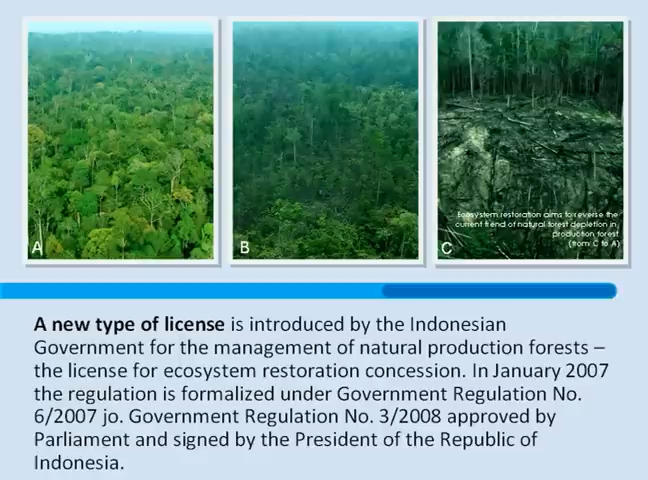 A
B
C
Ecosystem restoration aims to reverse the
current trend of natural forest depletion in
production forest
(from C to A)
A new type of license is introduced by the Indonesian
Government for the management of natural production forests –
the license for ecosystem restoration concession. In January 2007
the regulation is formalized under Government Regulation No.
6/2007 jo. Government Regulation No. 3/2008 approved by
Parliament and signed by the President of the Republic of
Indonesia.